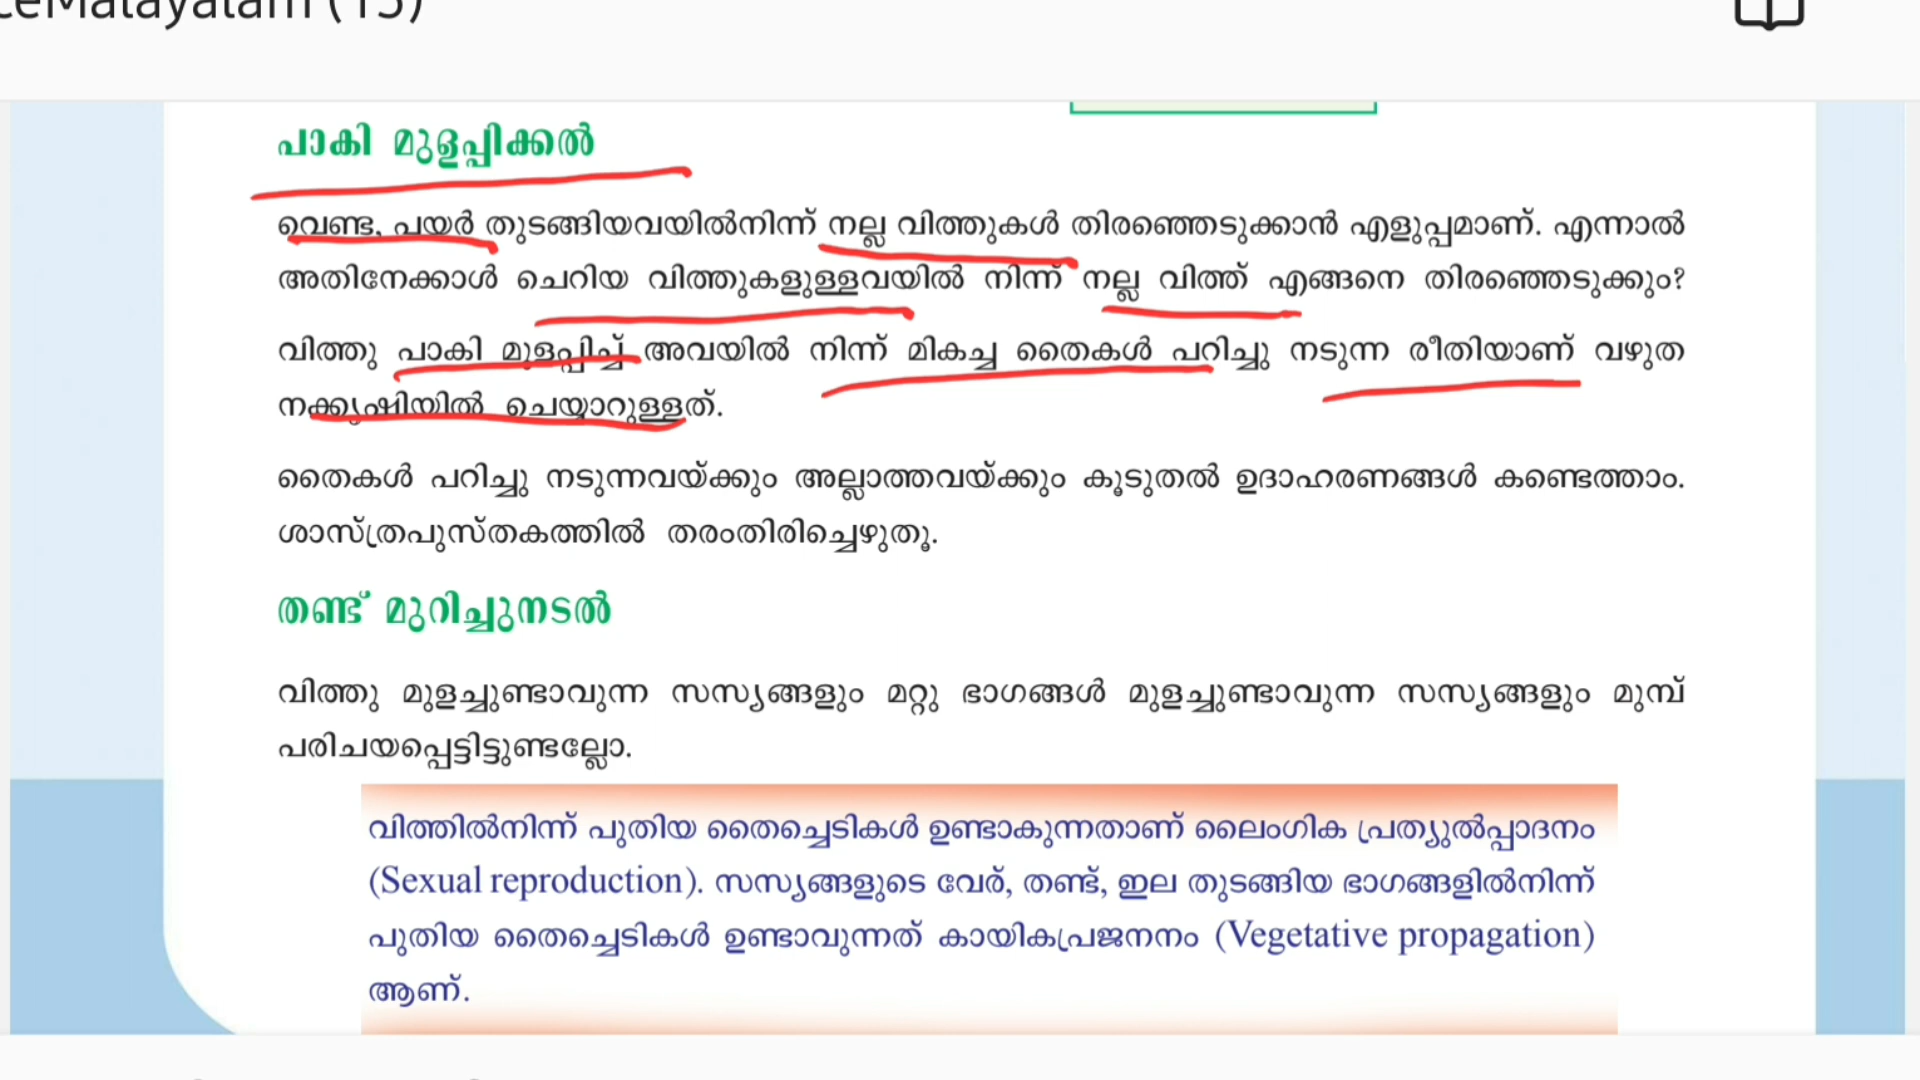 ceMalayalam (15)
പാകി മുളപ്പിക്കൽ
വെണ്ട, പയർ തുടങ്ങിയവയിൽനിന്ന് നല്ല വിത്തുകൾ തിരഞ്ഞെടുക്കാൻ എളുപ്പമാണ്. എന്നാൽ
അതിനേക്കാൾ ചെറിയ വിത്തുകളുള്ളവയിൽ നിന്ന് നല്ല വിത്ത് എങ്ങനെ തിരഞ്ഞെടുക്കും?
വിത്തു പാകി മുളപ്പിച്ച് അവയിൽ നിന്ന് മികച്ച തൈകൾ പറിച്ചു നടുന്ന രീതിയാണ് വഴുത
നക്കൃഷിയിൽ ചെയ്യാറുള്ളത്.
തൈകൾ പറിച്ചു നടുന്നവയ്ക്കും അല്ലാത്തവയ്ക്കും കൂടുതൽ ഉദാഹരണങ്ങൾ കണ്ടെത്താം.
ശാസ്ത്രപുസ്തകത്തിൽ തരംതിരിച്ചെഴുതൂ.
തണ്ട് മുറിച്ചുനടൽ
വിത്തു മുളച്ചുണ്ടാവുന്ന സസ്യങ്ങളും മറ്റു ഭാഗങ്ങൾ മുളച്ചുണ്ടാവുന്ന സസ്യങ്ങളും മുമ്പ്
പരിചയപ്പെട്ടിട്ടുണ്ടല്ലോ.
വിത്തിൽനിന്ന് പുതിയ തൈച്ചെടികൾ ഉണ്ടാകുന്നതാണ് ലൈംഗിക പ്രത്യുൽപ്പാദനം
(Sexual reproduction). സസ്യങ്ങളുടെ വേര്, തണ്ട്, ഇല തുടങ്ങിയ ഭാഗങ്ങളിൽനിന്ന്
പുതിയ തൈച്ചെടികൾ ഉണ്ടാവുന്നത് കായികപ്രജനനം (Vegetative propagation)
ആണ്.